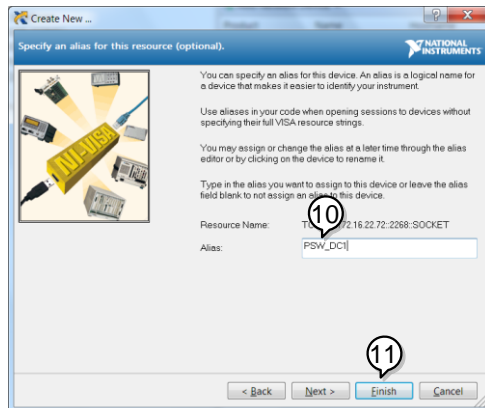 Create New ...
Specify an alias for this resource (optional).
NATIONAL
INSTRUMENTS
NI-VISA
You can specify an alias for this device. An alias is a logical name for
a device that makes it easier to identify your instrument.
Use aliases in your code when opening sessions to devices without
specifying their full VISA resource strings.
You may assign or change the alias at a later time through the alias
editor or by clicking on the device to rename it.
Type in the alias you want to assign to this device or leave the alias
field blank to not assign an alias to this device.
10
Resource Name: 72.16.22.72::2268::SOCKET
Alias: PSW_DC1
11
< Back Next > Finish Cancel